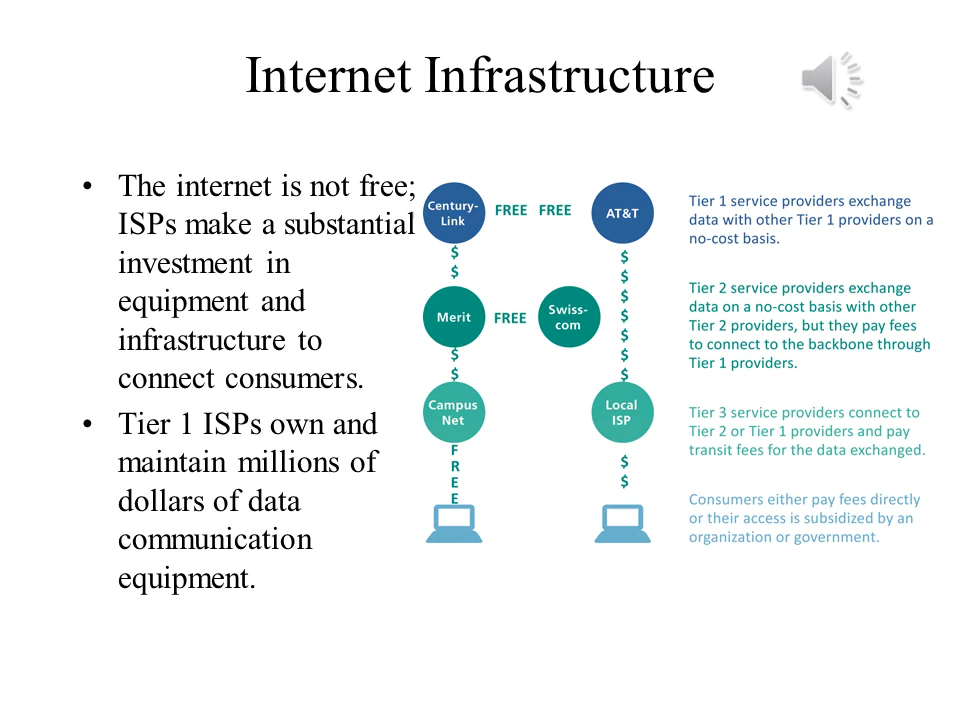 Internet Infrastructure
• The internet is not free;
ISPs make a substantial
investment in
equipment and
infrastructure to
connect consumers.
• Tier 1 ISPs own and
maintain millions of
dollars of data
communication
equipment.
Century-
Link
FREE FREE
AT&T
$
$
$
$
$
$
$
$
$
Merit
FREE
Swiss-
com
$
$
Campus
Net
Local
ISP
F
R
E
E
$
$
Tier 1 service providers exchange
data with other Tier 1 providers on a
no-cost basis.
Tier 2 service providers exchange
data on a no-cost basis with other
Tier 2 providers, but they pay fees
to connect to the backbone through
Tier 1 providers.
Tier 3 service providers connect to
Tier 2 or Tier 1 providers and pay
transit fees for the data exchanged.
Consumers either pay fees directly
or their access is subsidized by an
organization or government.